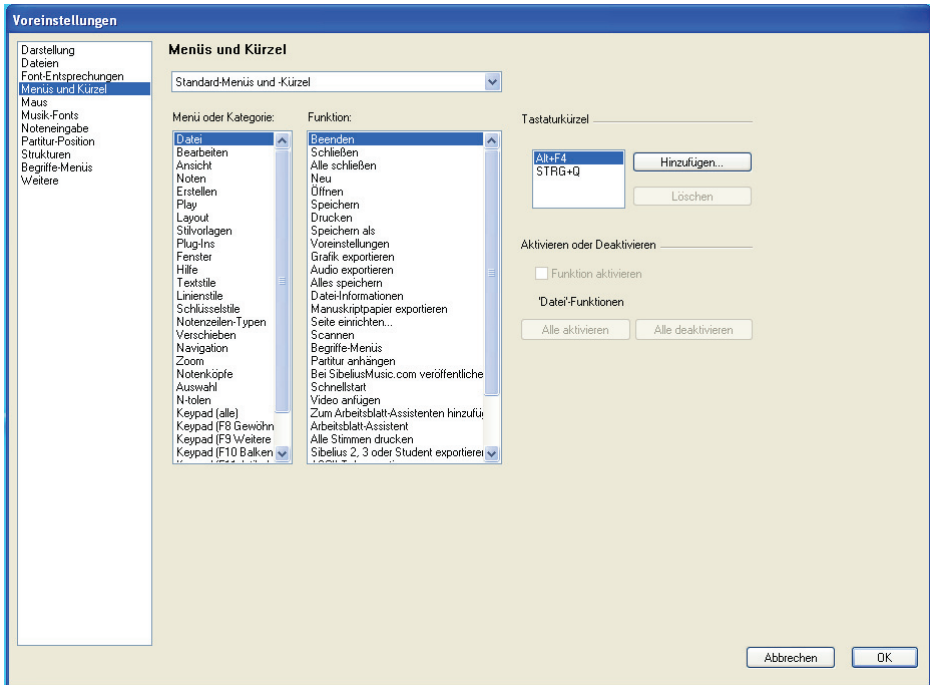 Voreinstellungen
Darstellung
Dateien
Font-Entsprechungen
Menüs und Kürzel
Maus
Musik-Fonts
Noteneingabe
Partitur-Position
Strukturen
Begriffe-Menüs
Weitere
Menüs und Kürzel
Standard-Menüs und -Kürzel
Menü oder Kategorie:
Datei
Bearbeiten
Ansicht
Noten
Erstellen
Play
Layout
Stilvorlagen
Plug-Ins
Fenster
Hilfe
Textstile
Linienstile
Schlüsselstile
Notenzeilen-Typen
Verschieben
Navigation
Zoom
Notenköpfe
Auswahl
N-tolen
Keypad (alle)
Keypad (F8 Gewöhn
Keypad (F9 Weitere
Keypad (F10 Balken
Funktion:
Beenden
Schließen
Alle schließen
Neu
Öffnen
Speichern
Drucken
Speichern als
Voreinstellungen
Grafik exportieren
Audio exportieren
Alles speichern
Datei-Informationen
Manuskriptpapier exportieren
Seite einrichten...
Scannen
Begriffe-Menüs
Partitur anhängen
Bei SibeliusMusic.com veröffentliche
Schnellstart
Video anfügen
Zum Arbeitsblatt-Assistenten hinzufü
Arbeitsblatt-Assistent
Alle Stimmen drucken
Sibelius 2, 3 oder Student exportierer
Tastaturkürzel
Alt+F4
STRG+Q
Hinzufügen...
Löschen
Aktivieren oder Deaktivieren
Funktion aktivieren
'Datei'-Funktionen
Alle aktivieren
Alle deaktivieren
Abbrechen
OK